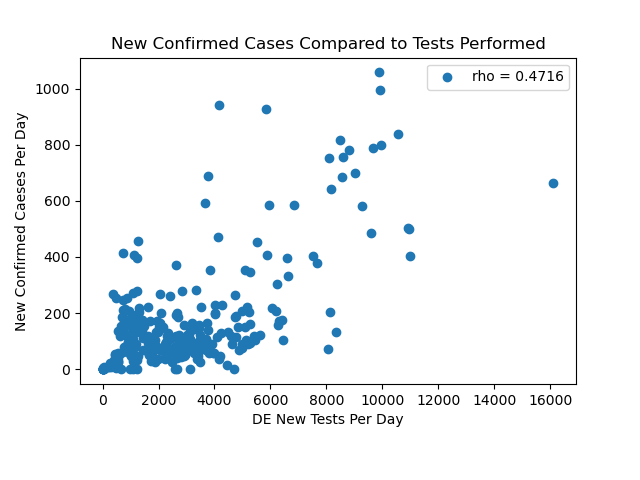 New Confirmed Cases Compared to Tests Performed
rho = 0.4716
New Confirmed Caeses Per Day
1000
800
600
400
200
0
0 2000 4000 6000 8000 10000 12000 14000 16000
DE New Tests Per Day